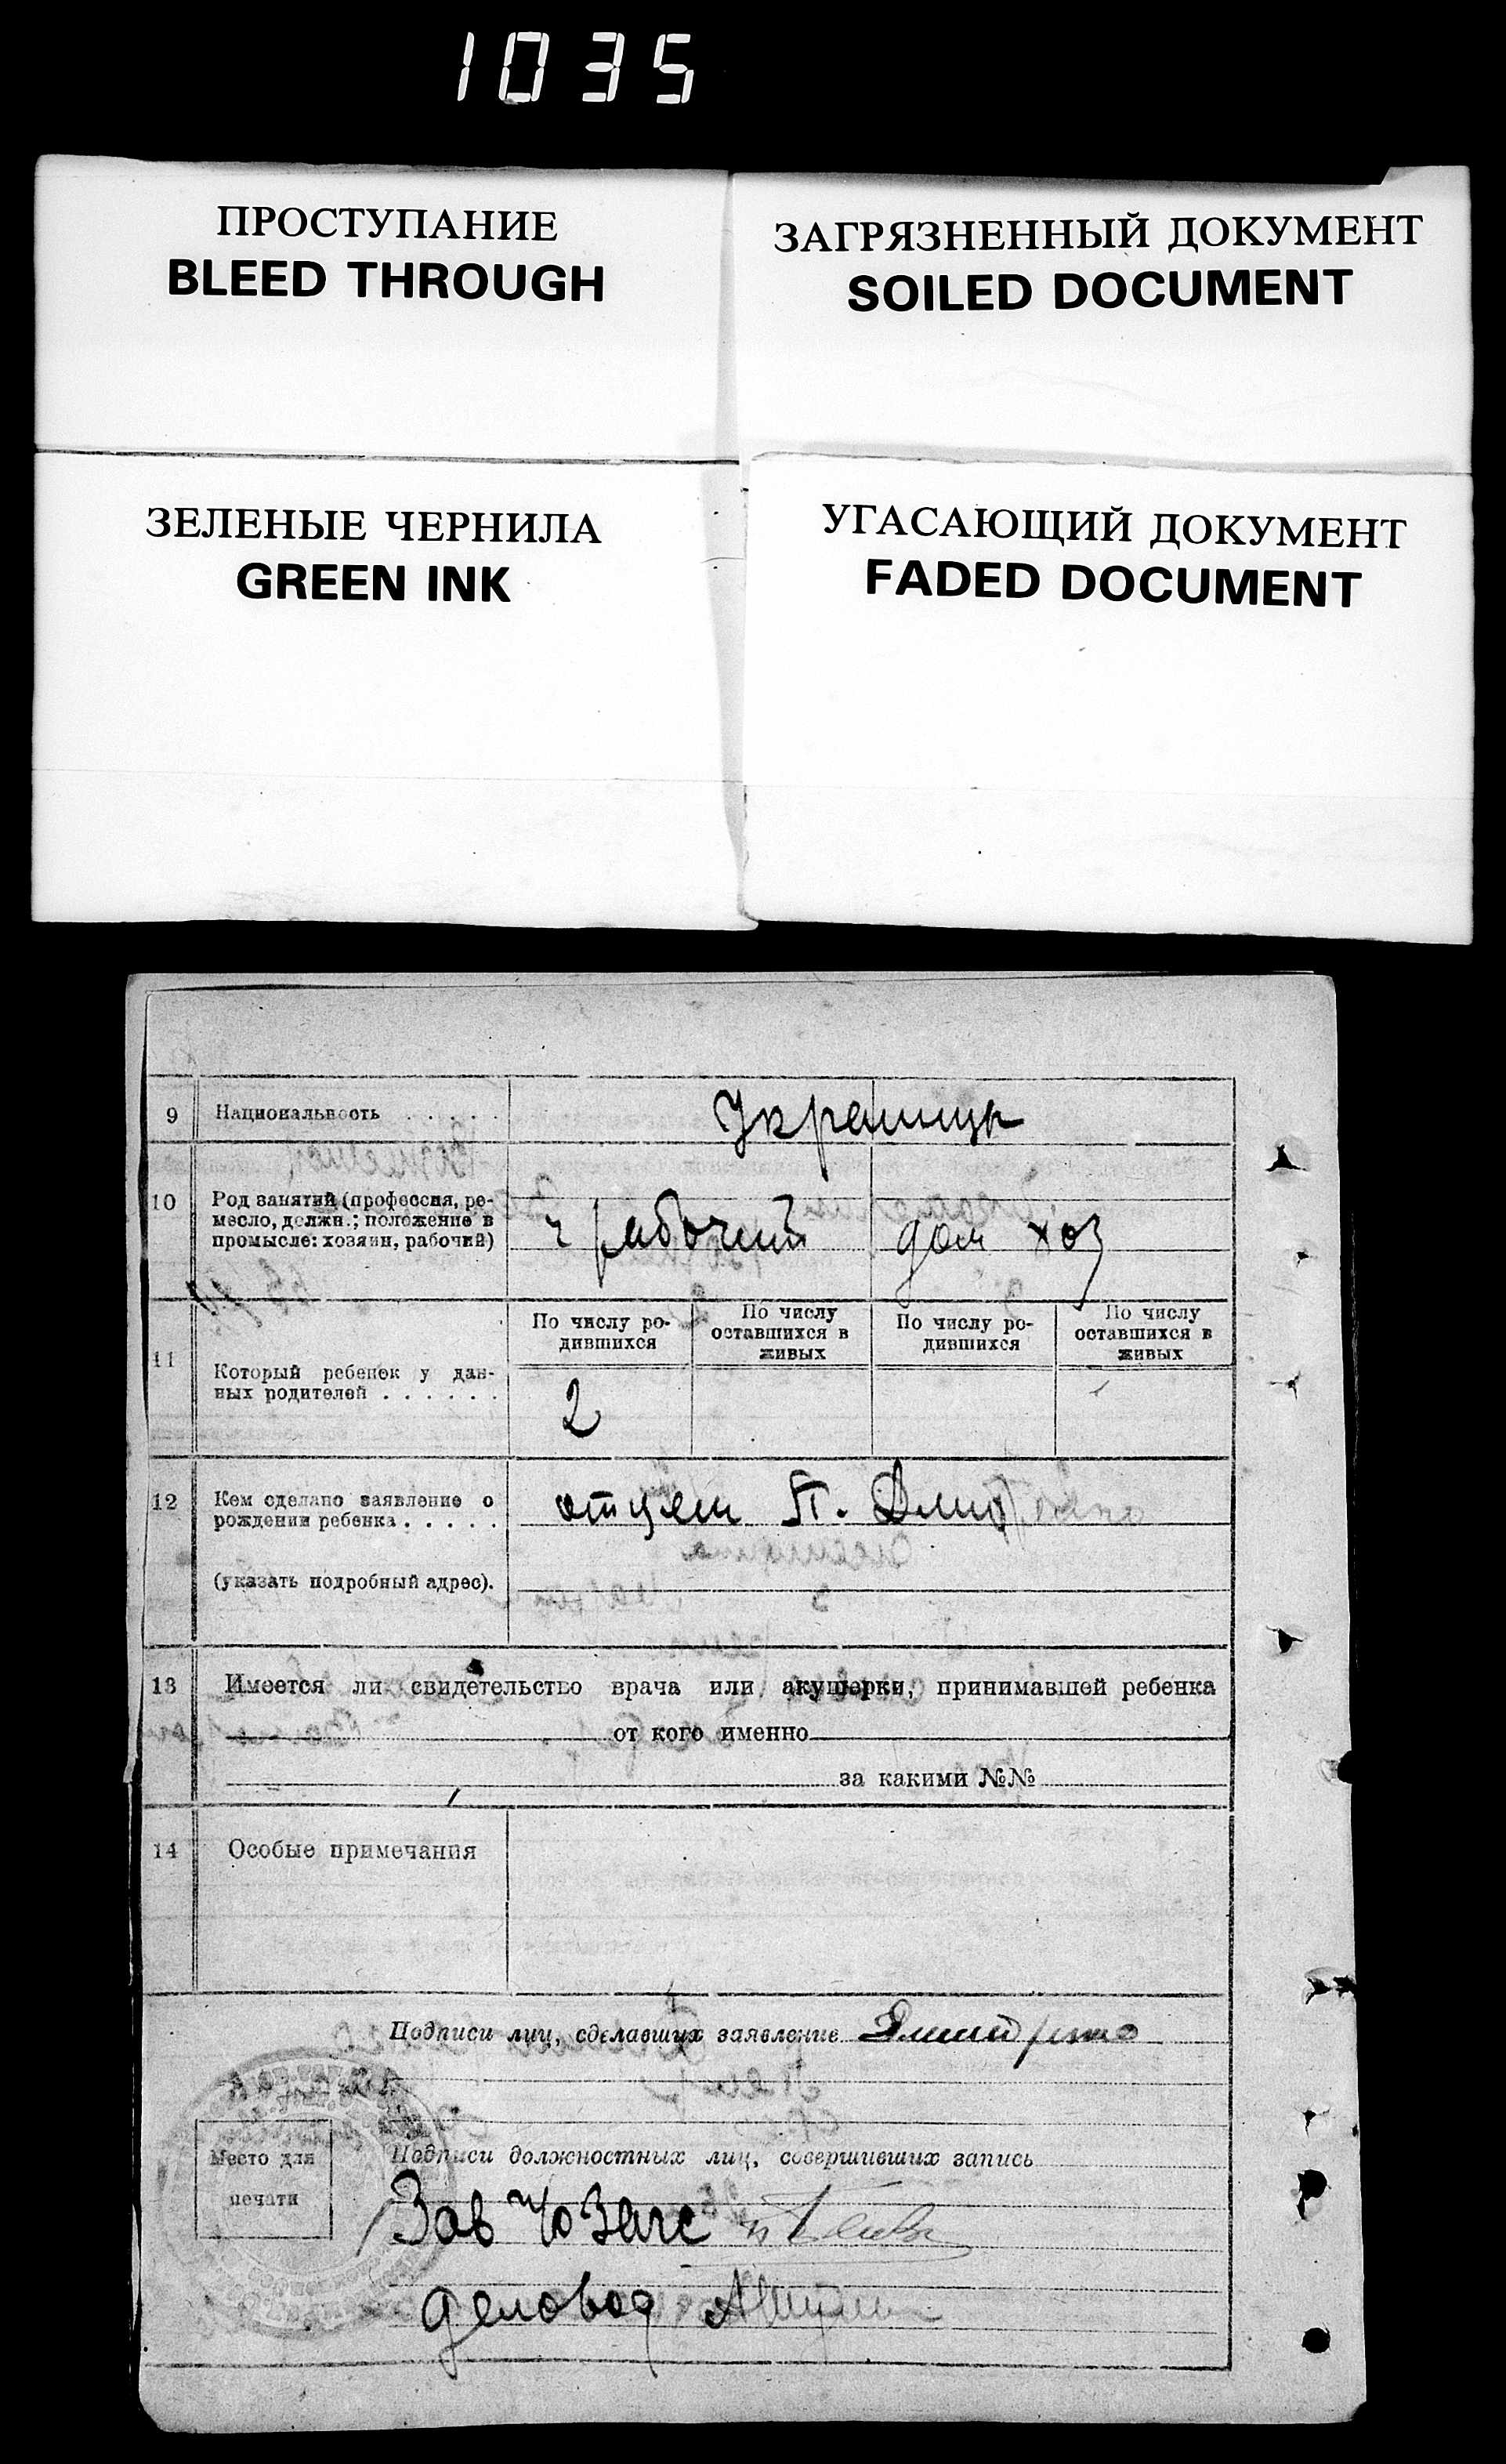 1035
ПРОСТУПАНИЕ
BLEED THROUGH
ЗАГРЯЗНЕННЫЙ ДОКУМЕНТ
SOILED DOCUMENT
ЗЕЛЕНЫЕ ЧЕРНИЛА
GREEN INK
УГАСАЮЩИЙ ДОКУМЕНТ
FADED DOCUMENT
9 Национальность . . . . . Украинцы
10 Род занятий (профессия, ре-
месло, должн.; положение в
промысле: хозяин, рабочий)
ч рабочий дом хоз
По числу ро-
дившихся
По числу
оставшихся в
живых
По числу ро-
дившихся
По числу
оставшихся в
живых
11 Который ребенок у дан-
ных родителей . . . . . .
2
12 Кем сделано заявление о
рождении ребенка . . . . .
отцем П. Дмитренко
(указать подробный адрес).
13 Имеется ли свидетельство врача или акушерки, принимавшей ребенка
от кого именно
за какими №№
14 Особые примечания
Подписи лиц, сделавших заявление
Место для
печати
Подписи должностных лиц, совершивших запись
Зав Загс
деловод